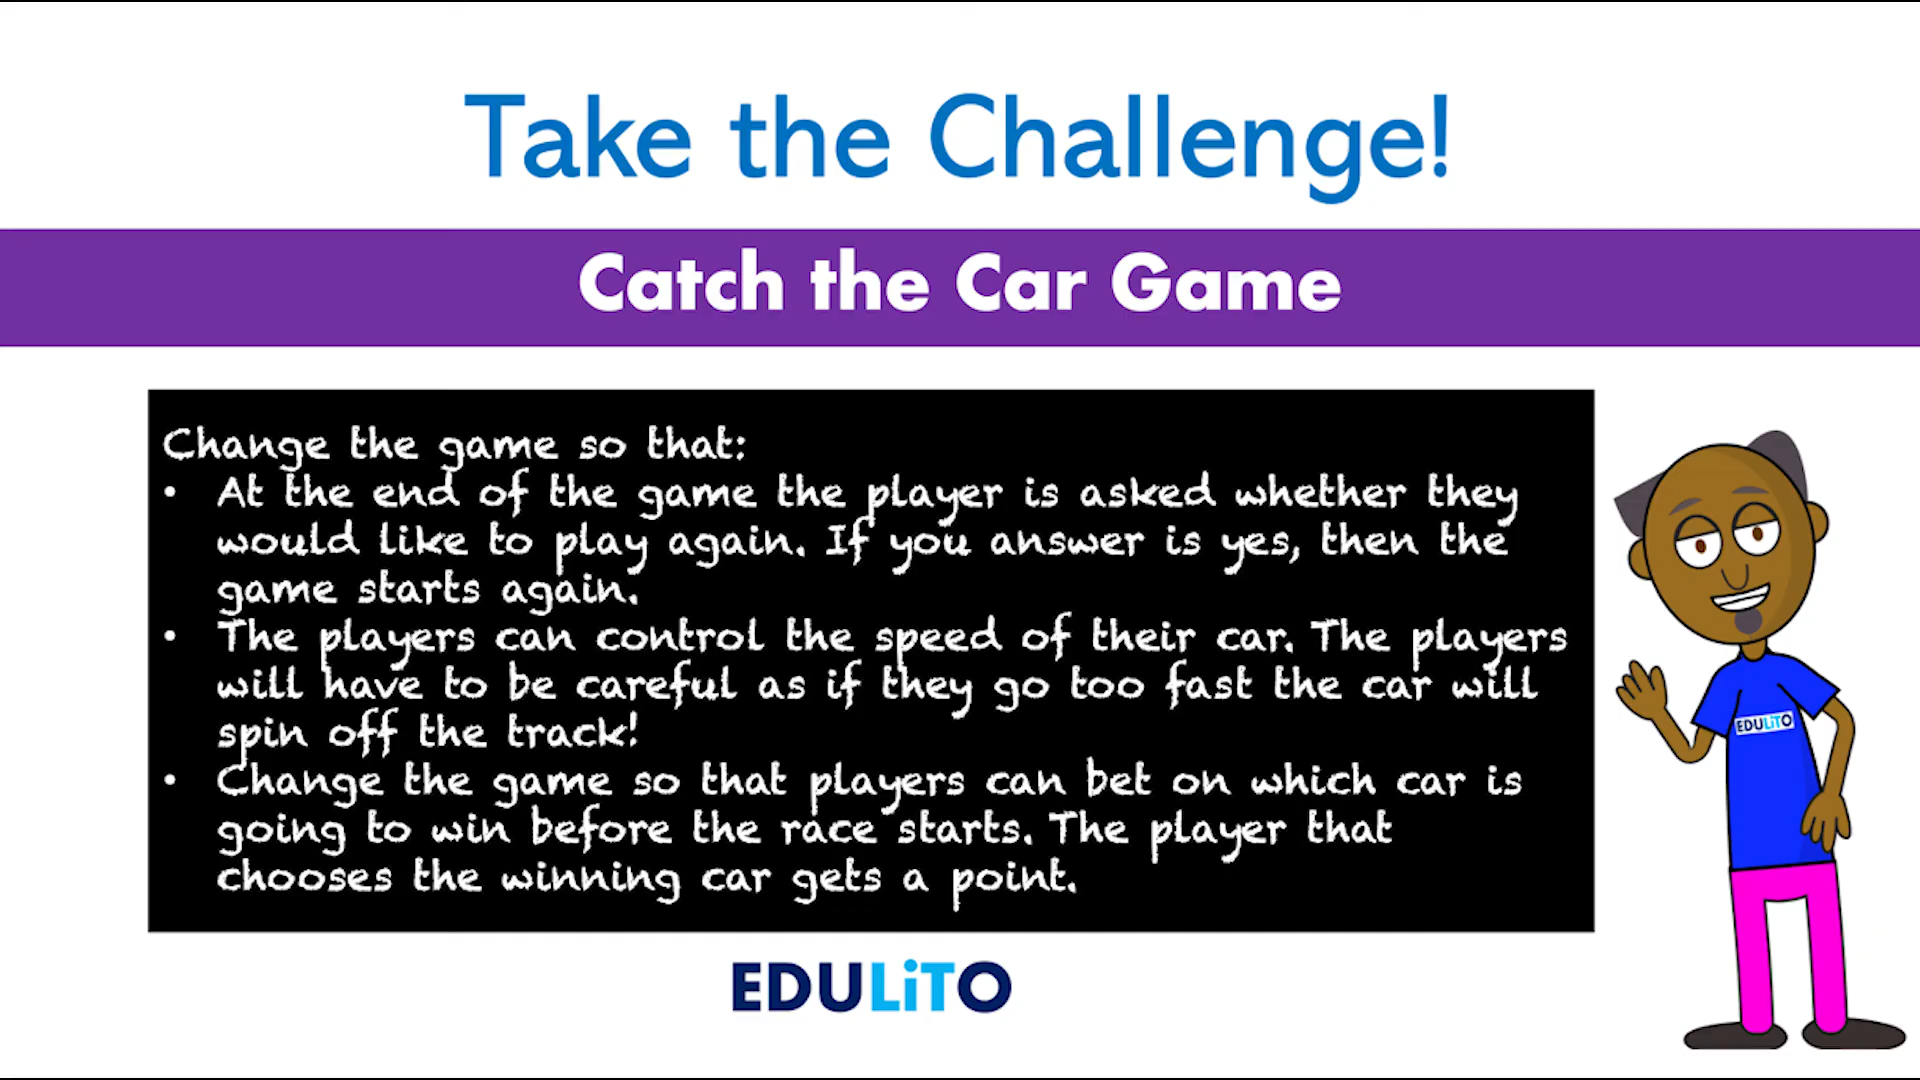 Take the Challenge!
Catch the Car Game
Change the game so that:
• At the end of the game the player is asked whether they
would like to play again. If you answer is yes, then the
game starts again.
• The players can control the speed of their car. The players
will have to be careful as if they go too fast the car will
spin off the track!
• Change the game so that players can bet on which car is
going to win before the race starts. The player that
chooses the winning car gets a point.
EDULiTO
EDULiTO